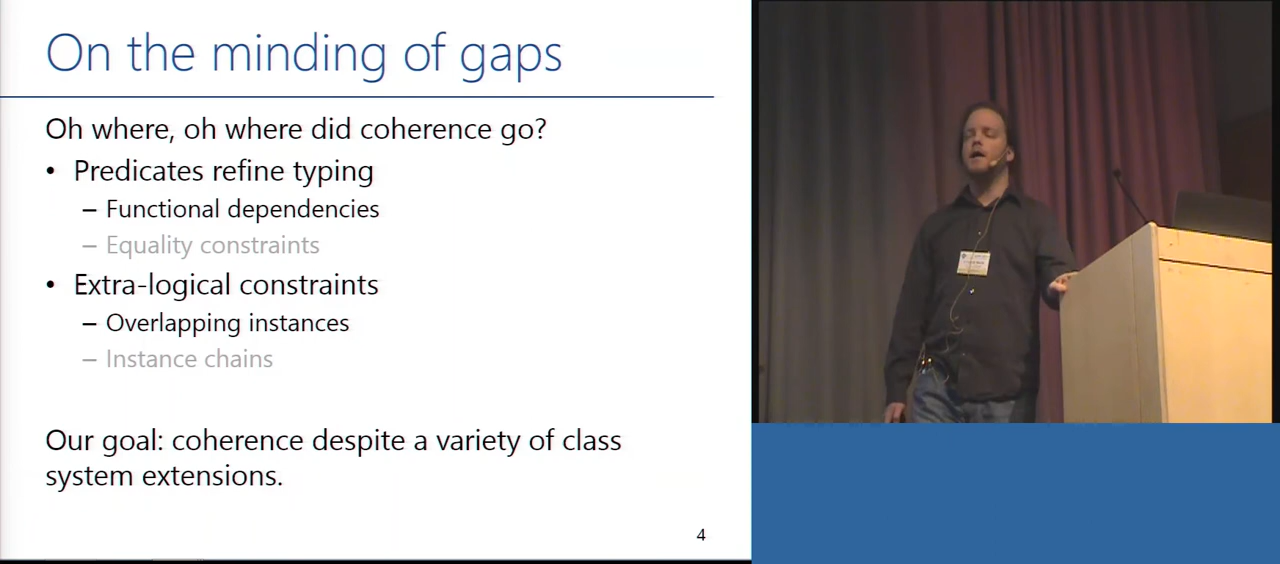 On the minding of gaps
Oh where, oh where did coherence go?
• Predicates refine typing
– Functional dependencies
– Equality constraints
• Extra-logical constraints
– Overlapping instances
– Instance chains
Our goal: coherence despite a variety of class
system extensions.
4